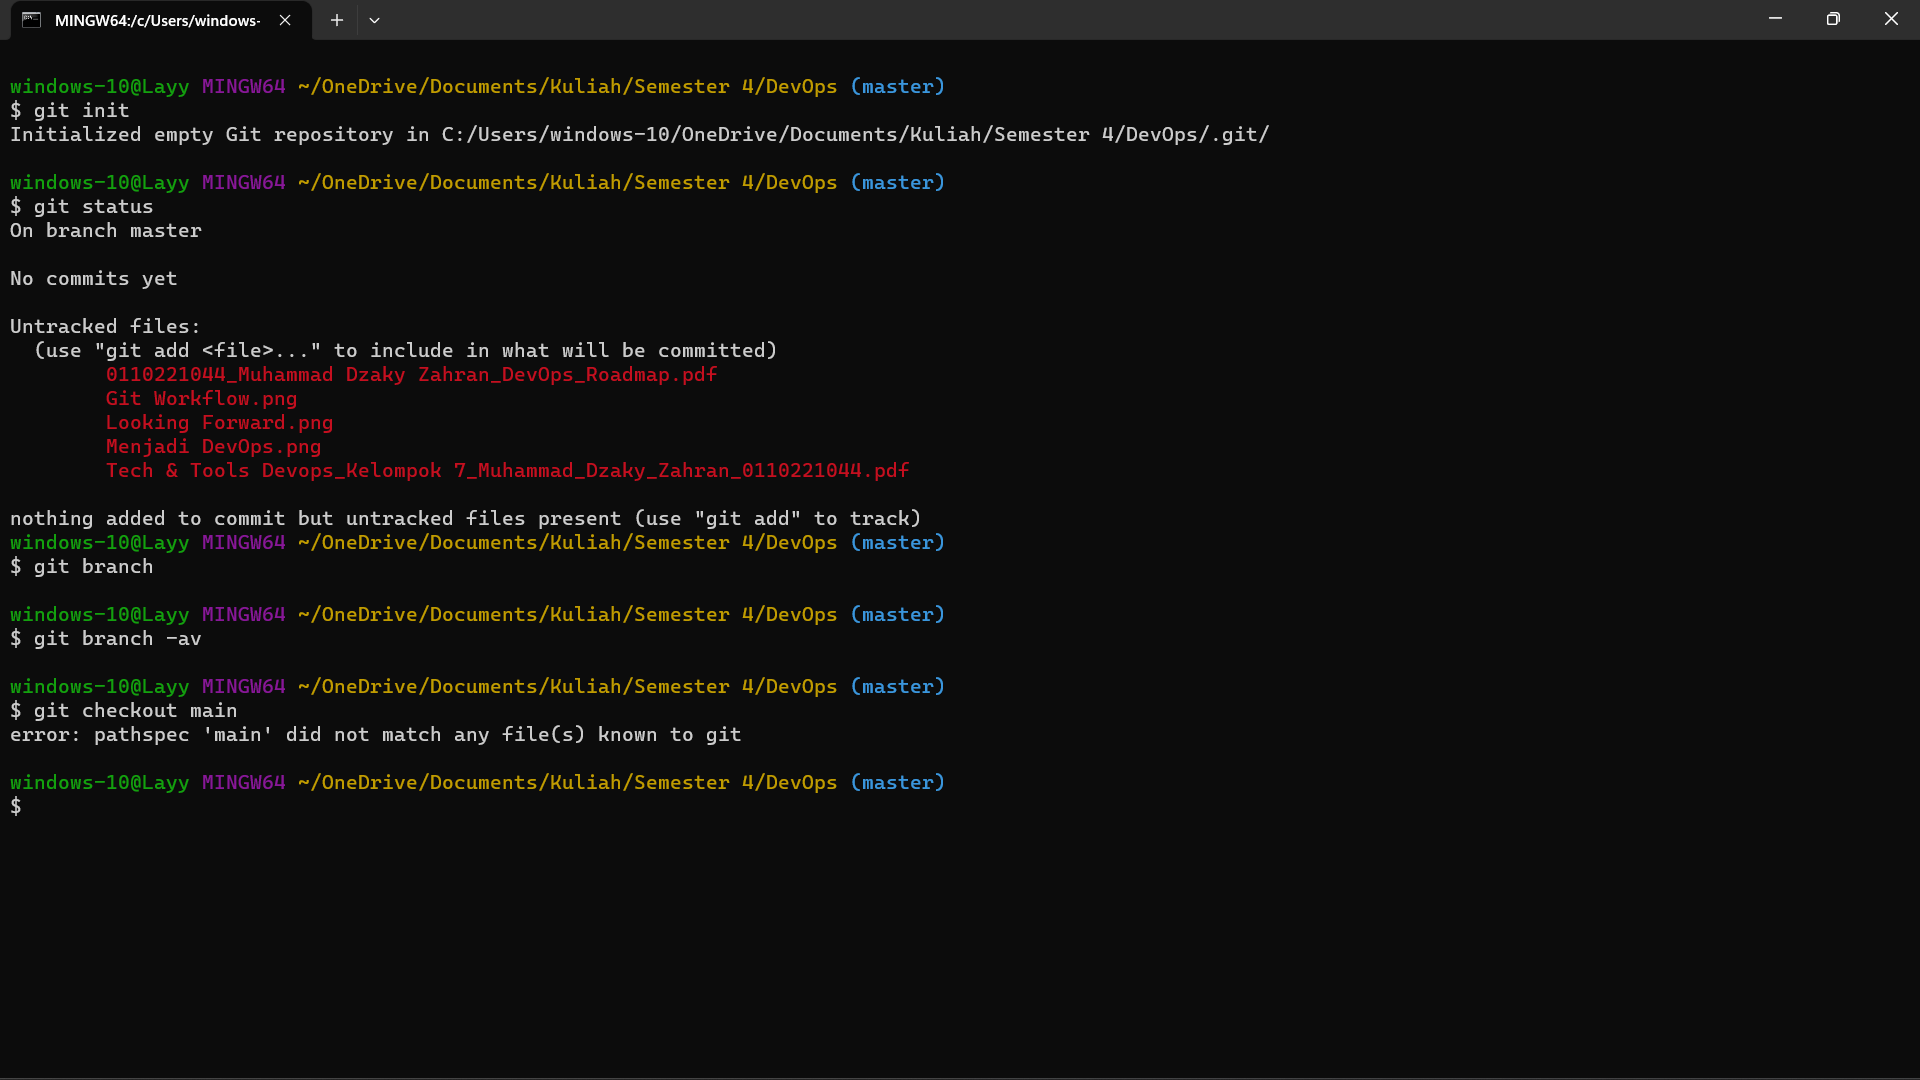 MINGW64:/c/Users/windows-
windows-10@Layy MINGW64 ~/OneDrive/Documents/Kuliah/Semester 4/DevOps (master)
$ git init
Initialized empty Git repository in C:/Users/windows-10/OneDrive/Documents/Kuliah/Semester 4/DevOps/.git/
windows-10@Layy MINGW64 ~/OneDrive/Documents/Kuliah/Semester 4/DevOps (master)
$ git status
On branch master
No commits yet
Untracked files:
  (use "git add <file>..." to include in what will be committed)
        0110221044_Muhammad Dzaky Zahran_DevOps_Roadmap.pdf
        Git Workflow.png
        Looking Forward.png
        Menjadi DevOps.png
        Tech & Tools Devops_Kelompok 7_Muhammad_Dzaky_Zahran_0110221044.pdf
nothing added to commit but untracked files present (use "git add" to track)
windows-10@Layy MINGW64 ~/OneDrive/Documents/Kuliah/Semester 4/DevOps (master)
$ git branch
windows-10@Layy MINGW64 ~/OneDrive/Documents/Kuliah/Semester 4/DevOps (master)
$ git branch -av
windows-10@Layy MINGW64 ~/OneDrive/Documents/Kuliah/Semester 4/DevOps (master)
$ git checkout main
error: pathspec 'main' did not match any file(s) known to git
windows-10@Layy MINGW64 ~/OneDrive/Documents/Kuliah/Semester 4/DevOps (master)
$